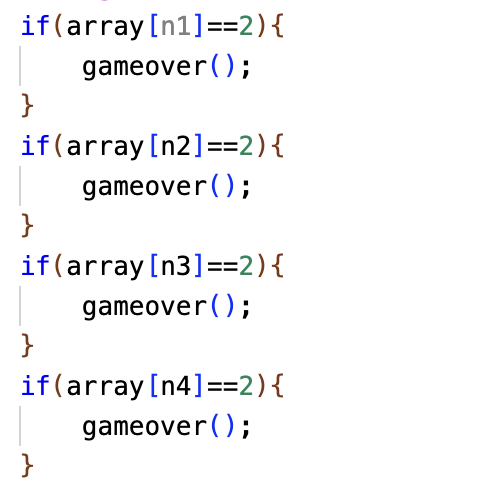 if(array[n1]==2){
    gameover();
}
if(array[n2]==2){
    gameover();
}
if(array[n3]==2){
    gameover();
}
if(array[n4]==2){
    gameover();
}